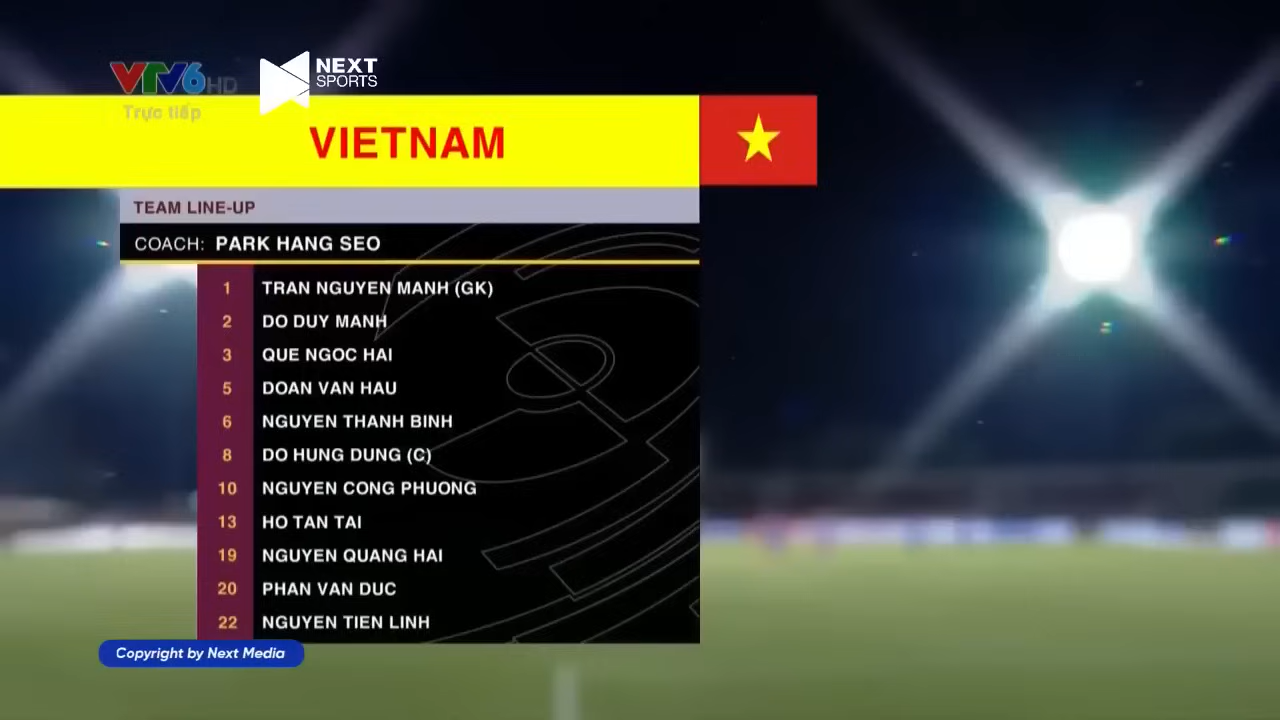 VTV6HD
Trực tiếp
NEXT
SPORTS
VIETNAM
TEAM LINE-UP
COACH: PARK HANG SEO
1 TRAN NGUYEN MANH (GK)
2 DO DUY MANH
3 QUE NGOC HAI
5 DOAN VAN HAU
6 NGUYEN THANH BINH
8 DO HUNG DUNG (C)
10 NGUYEN CONG PHUONG
13 HO TAN TAI
19 NGUYEN QUANG HAI
20 PHAN VAN DUC
22 NGUYEN TIEN LINH
Copyright by Next Media